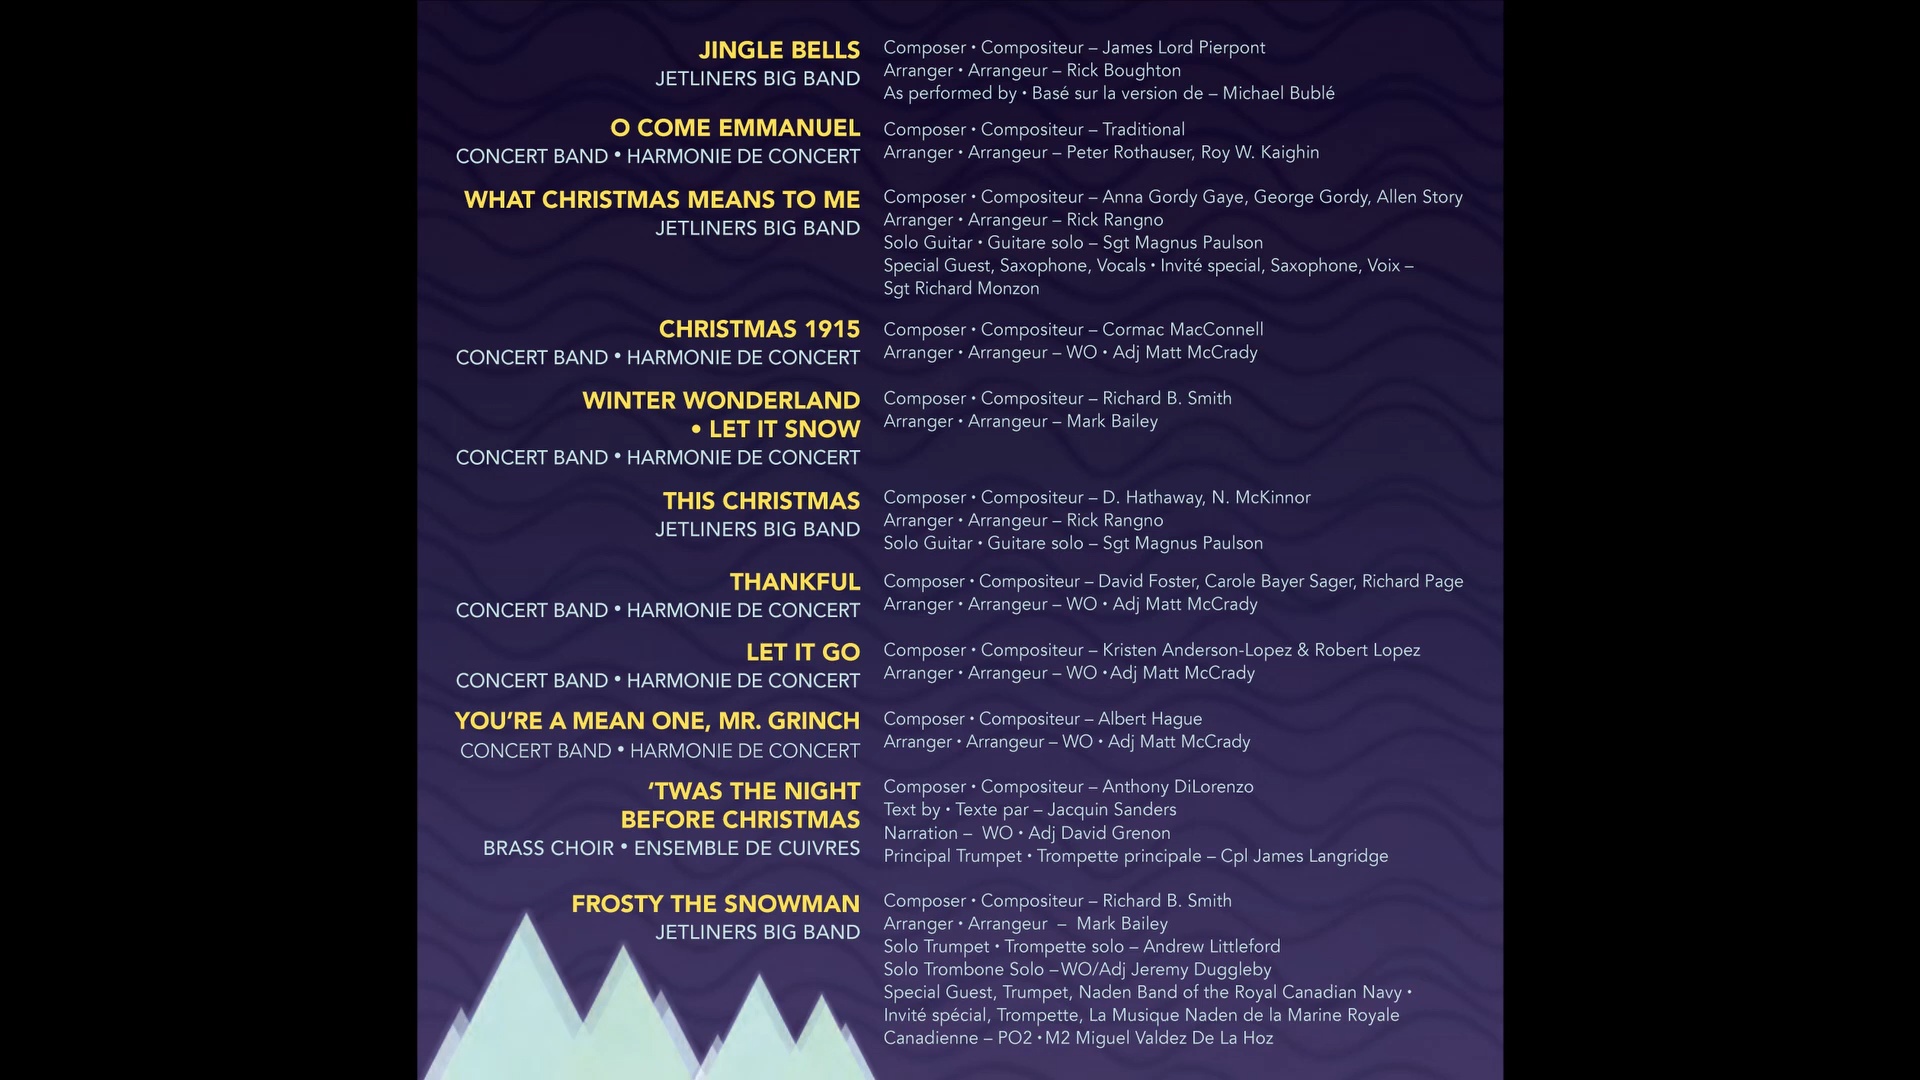 JINGLE BELLS
JETLINERS BIG BAND
Composer • Compositeur – James Lord Pierpont
Arranger • Arrangeur – Rick Boughton
As performed by • Basé sur la version de – Michael Bublé
O COME EMMANUEL
CONCERT BAND • HARMONIE DE CONCERT
Composer • Compositeur – Traditional
Arranger • Arrangeur – Peter Rothauser, Roy W. Kaighin
WHAT CHRISTMAS MEANS TO ME
JETLINERS BIG BAND
Composer • Compositeur – Anna Gordy Gaye, George Gordy, Allen Story
Arranger • Arrangeur – Rick Rangno
Solo Guitar • Guitare solo – Sgt Magnus Paulson
Special Guest, Saxophone, Vocals • Invité special, Saxophone, Voix –
Sgt Richard Monzon
CHRISTMAS 1915
CONCERT BAND • HARMONIE DE CONCERT
Composer • Compositeur – Cormac MacConnell
Arranger • Arrangeur – WO • Adj Matt McCrady
WINTER WONDERLAND
• LET IT SNOW
CONCERT BAND • HARMONIE DE CONCERT
Composer • Compositeur – Richard B. Smith
Arranger • Arrangeur – Mark Bailey
THIS CHRISTMAS
JETLINERS BIG BAND
Composer • Compositeur – D. Hathaway, N. McKinnor
Arranger • Arrangeur – Rick Rangno
Solo Guitar • Guitare solo – Sgt Magnus Paulson
THANKFUL
CONCERT BAND • HARMONIE DE CONCERT
Composer • Compositeur – David Foster, Carole Bayer Sager, Richard Page
Arranger • Arrangeur – WO • Adj Matt McCrady
LET IT GO
CONCERT BAND • HARMONIE DE CONCERT
Composer • Compositeur – Kristen Anderson-Lopez & Robert Lopez
Arranger • Arrangeur – WO •Adj Matt McCrady
YOU’RE A MEAN ONE, MR. GRINCH
CONCERT BAND • HARMONIE DE CONCERT
Composer • Compositeur – Albert Hague
Arranger • Arrangeur – WO • Adj Matt McCrady
‘TWAS THE NIGHT
BEFORE CHRISTMAS
BRASS CHOIR • ENSEMBLE DE CUIVRES
Composer • Compositeur – Anthony DiLorenzo
Text by • Texte par – Jacquin Sanders
Narration – WO • Adj David Grenon
Principal Trumpet • Trompette principale – Cpl James Langridge
FROSTY THE SNOWMAN
JETLINERS BIG BAND
Composer • Compositeur – Richard B. Smith
Arranger • Arrangeur – Mark Bailey
Solo Trumpet • Trompette solo – Andrew Littleford
Solo Trombone Solo –WO/Adj Jeremy Duggleby
Special Guest, Trumpet, Naden Band of the Royal Canadian Navy •
Invité spécial, Trompette, La Musique Naden de la Marine Royale
Canadienne – PO2 •M2 Miguel Valdez De La Hoz